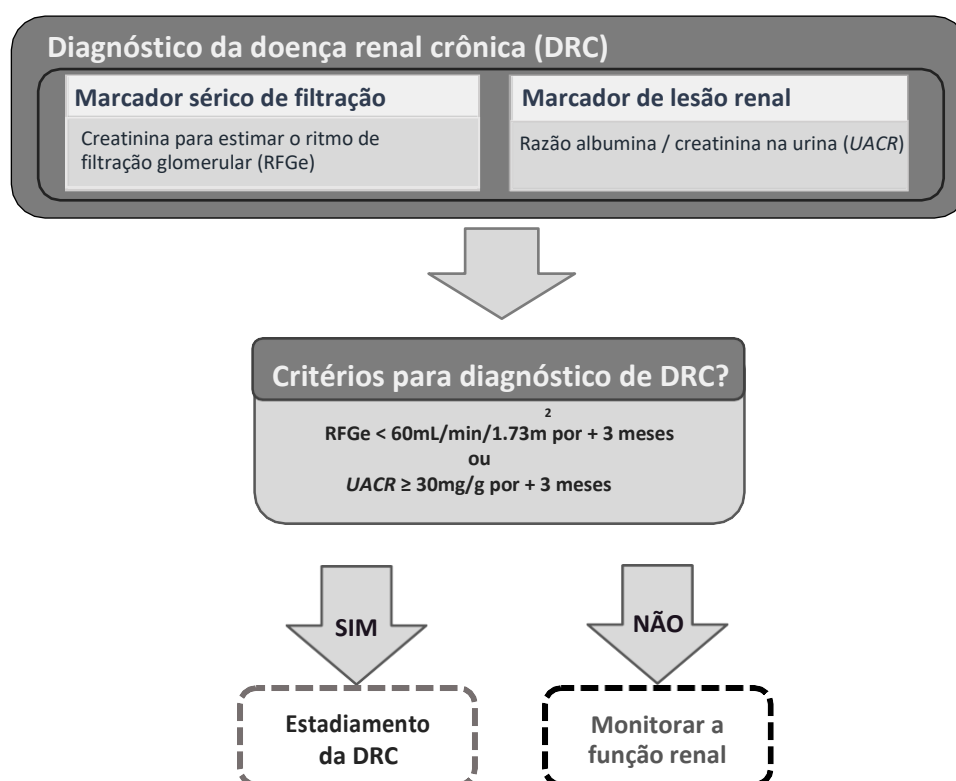 Diagnóstico da doença renal crônica (DRC)
Marcador sérico de filtração
Creatinina para estimar o ritmo de
filtração glomerular (RFGe)
Marcador de lesão renal
Razão albumina / creatinina na urina (UACR)
Critérios para diagnóstico de DRC?
RFGe < 60mL/min/1.73m² por + 3 meses
ou
UACR ≥ 30mg/g por + 3 meses
SIM
NÃO
Estadiamento
da DRC
Monitorar a
função renal